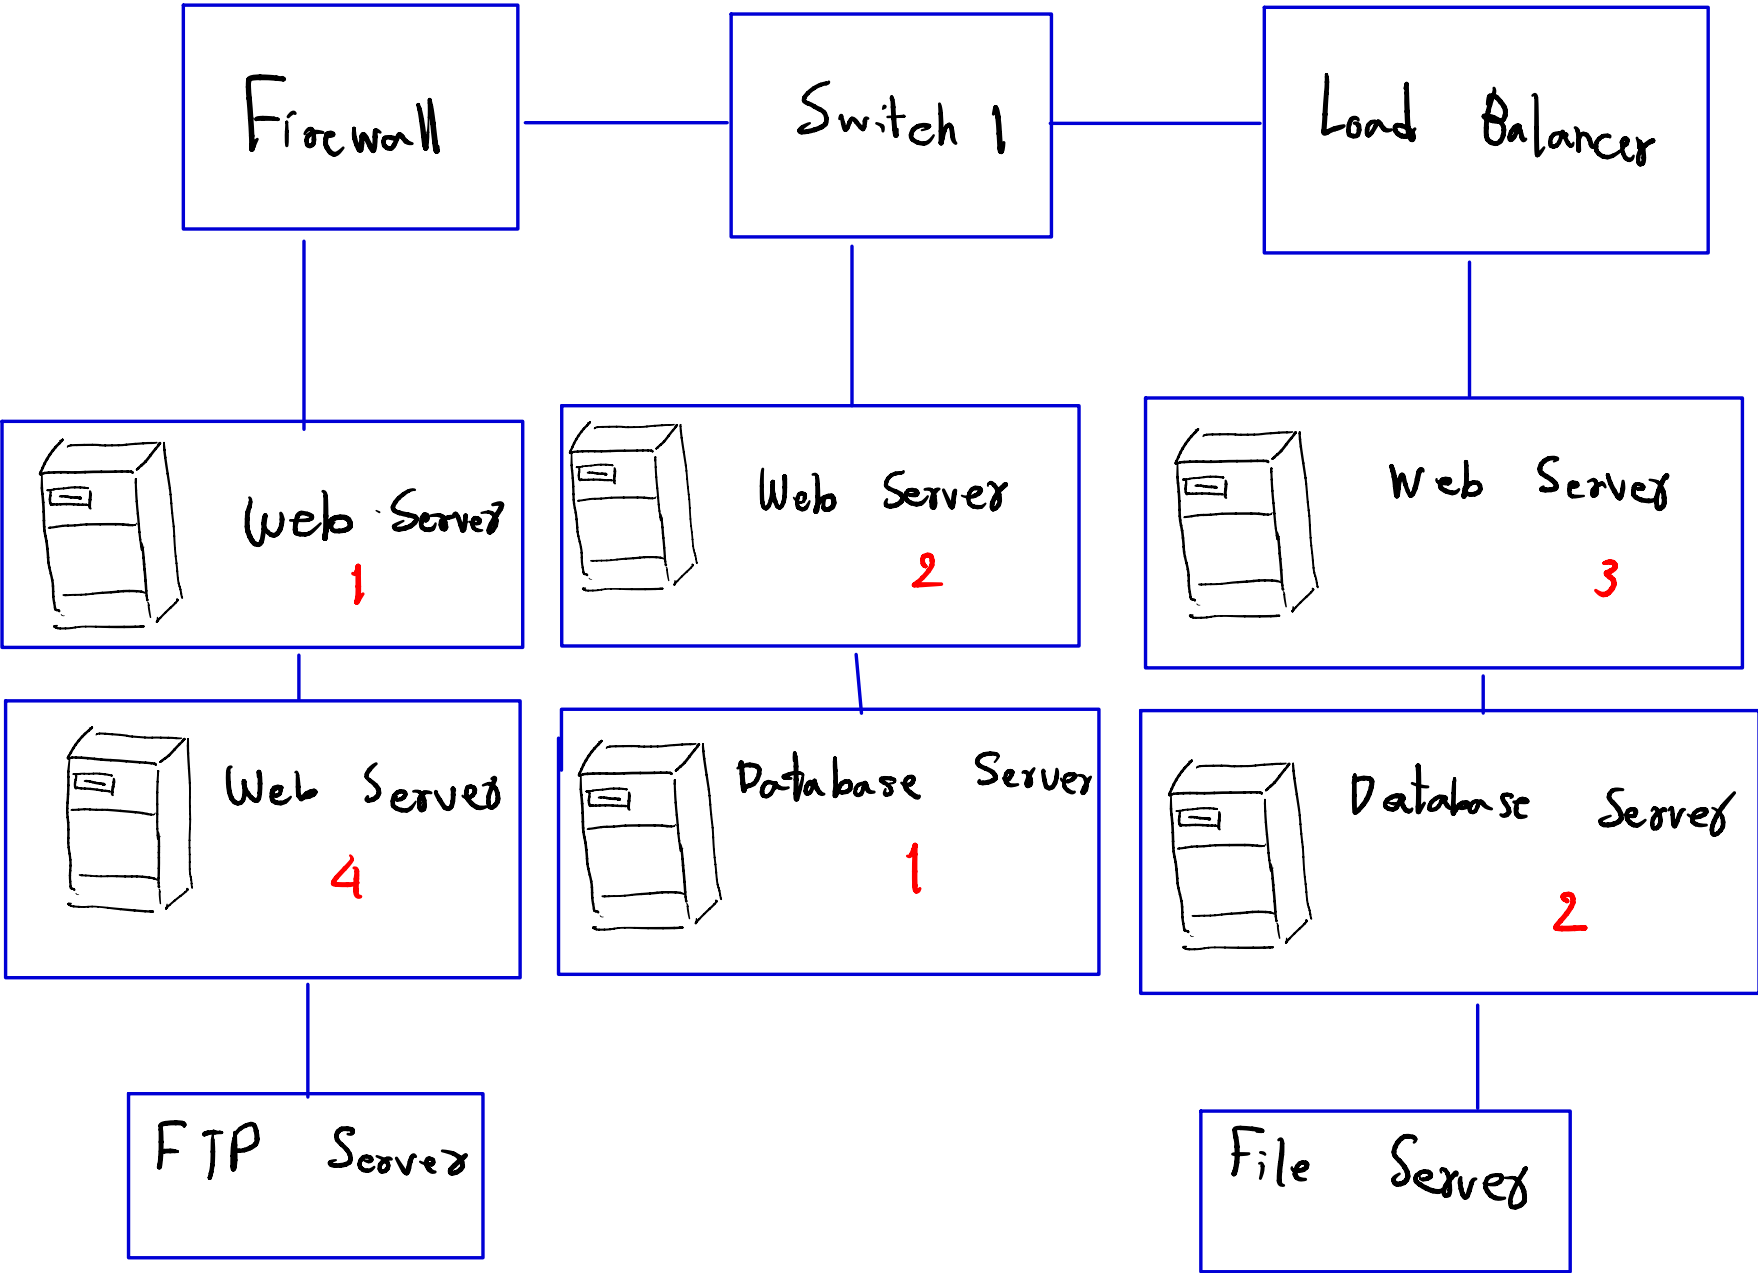 Firewall
Switch 1
Load Balancer
Web Server
1
Web Server
2
Web Server
3
Web Server
4
Database Server
1
Database Server
2
FTP Server
File Server